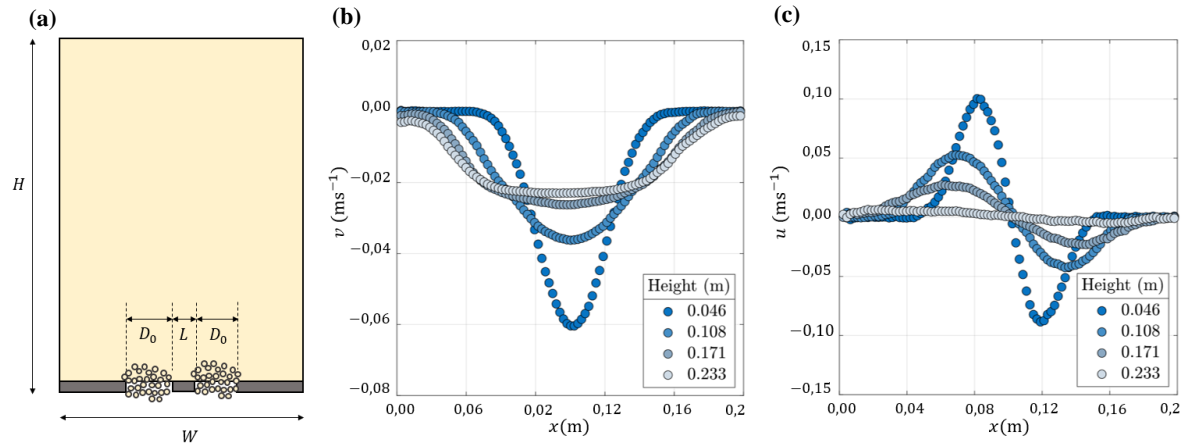 (a)
H
D₀
L
D₀
W
(b)
0,02
0,00
−0,02
−0,04
−0,06
−0,08
v (ms⁻¹)
0,00
0,06
0,02
0,12
0,16
0,2
x(m)
Height (m)
0.046
0.108
0.171
0.233
(c)
0,15
0,10
0,05
0,00
−0,05
−0,10
−0,15
u (ms⁻¹)
0,00
0,04
0,08
0,12
0,16
0,2
x(m)
Height (m)
0.046
0.108
0.171
0.233